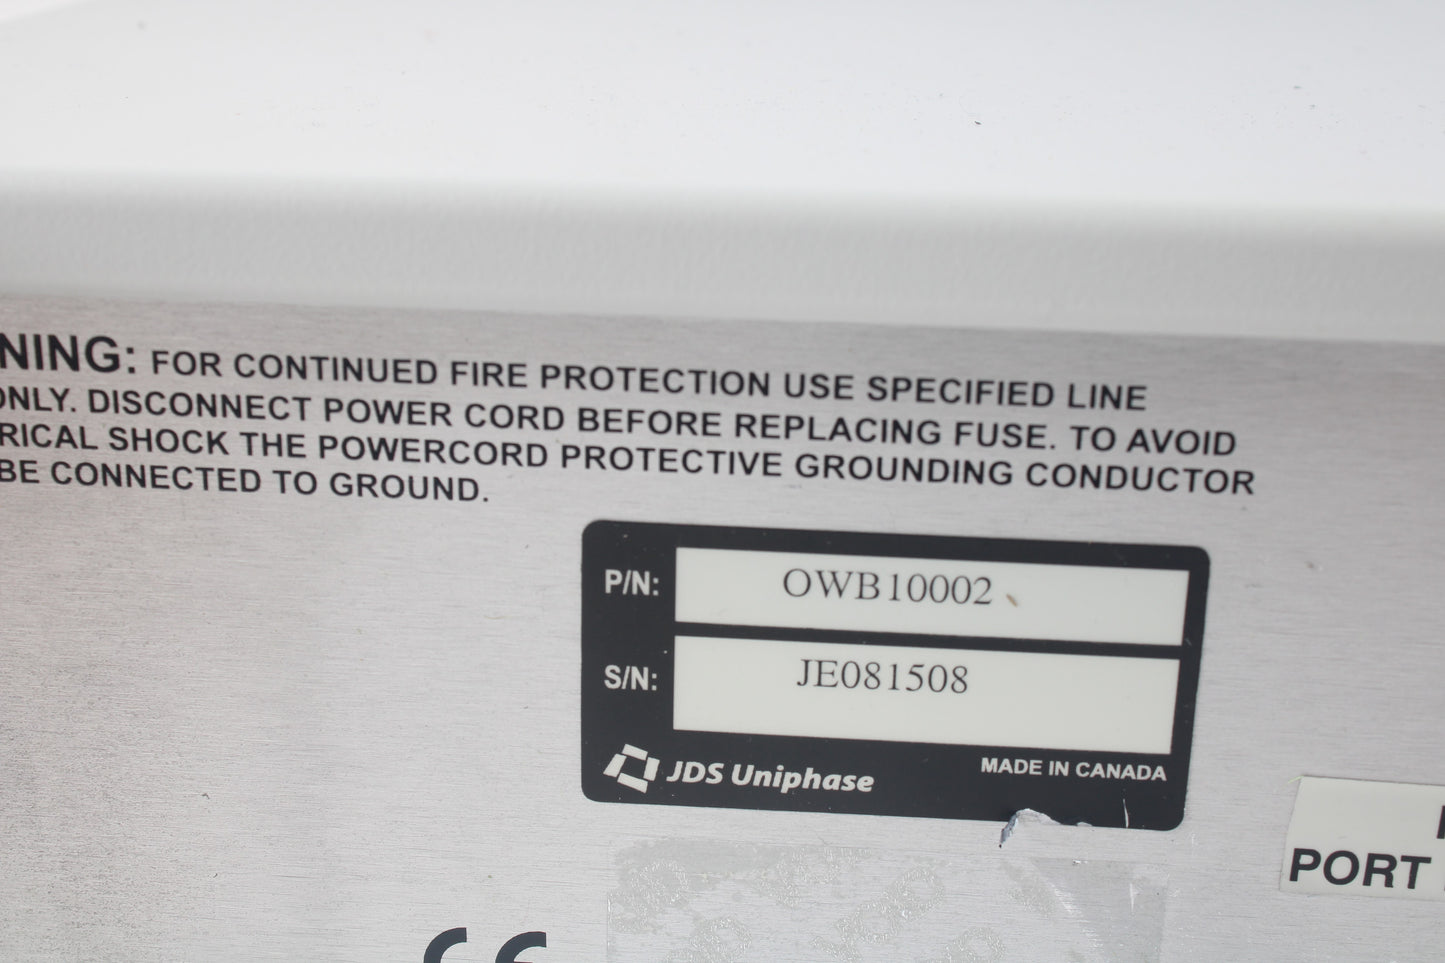 NING: FOR CONTINUED FIRE PROTECTION USE SPECIFIED LINE
ONLY. DISCONNECT POWER CORD BEFORE REPLACING FUSE. TO AVOID
RICAL SHOCK THE POWERCORD PROTECTIVE GROUNDING CONDUCTOR
BE CONNECTED TO GROUND.
P/N: OWB10002
S/N: JE081508
JDS Uniphase MADE IN CANADA
PORT
CE